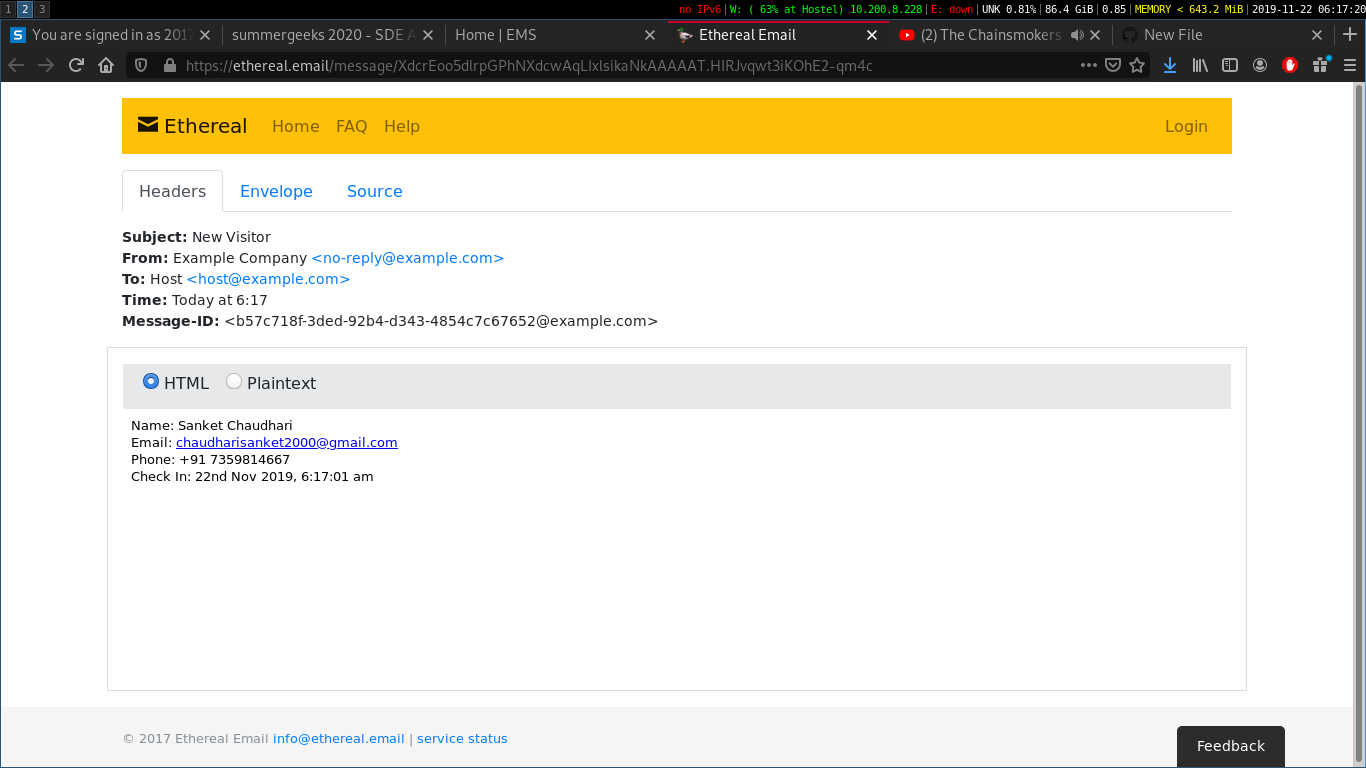 1 2 3 no IPv6|W: ( 63% at Hostel) 10.200.8.228|E: down|UNK 0.81%|86.4 GiB|0.85|MEMORY < 643.2 MiB|2019-11-22 06:17:20
You are signed in as 2017 summergeeks 2020 - SDE A Home | EMS Ethereal Email (2) The Chainsmokers New File
https://ethereal.email/message/XdcrEoo5dlrpGPhNXdcwAqLIxlsikaNkAAAAAT.HIRJvqwt3iKOhE2-qm4c
Ethereal Home FAQ Help Login
Headers Envelope Source
Subject: New Visitor
From: Example Company <no-reply@example.com>
To: Host <host@example.com>
Time: Today at 6:17
Message-ID: <b57c718f-3ded-92b4-d343-4854c7c67652@example.com>
HTML Plaintext
Name: Sanket Chaudhari
Email: chaudharisanket2000@gmail.com
Phone: +91 7359814667
Check In: 22nd Nov 2019, 6:17:01 am
© 2017 Ethereal Email info@ethereal.email | service status
Feedback